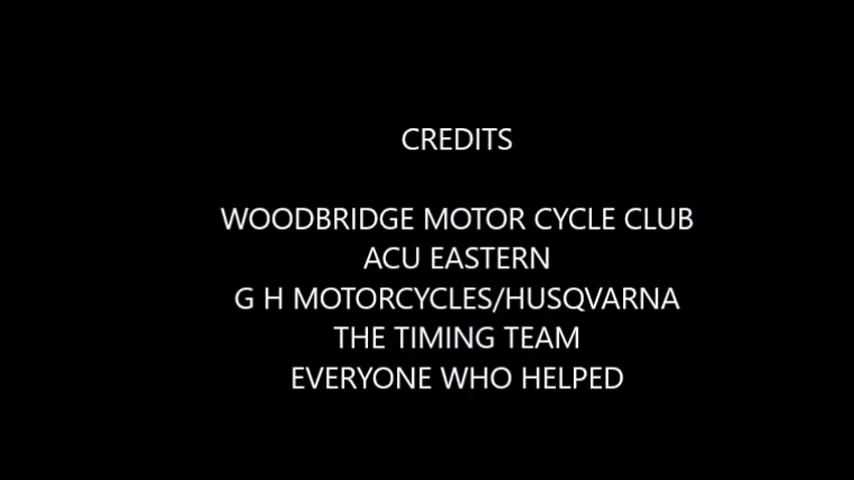 CREDITS
WOODBRIDGE MOTOR CYCLE CLUB
ACU EASTERN
G H MOTORCYCLES/HUSQVARNA
THE TIMING TEAM
EVERYONE WHO HELPED